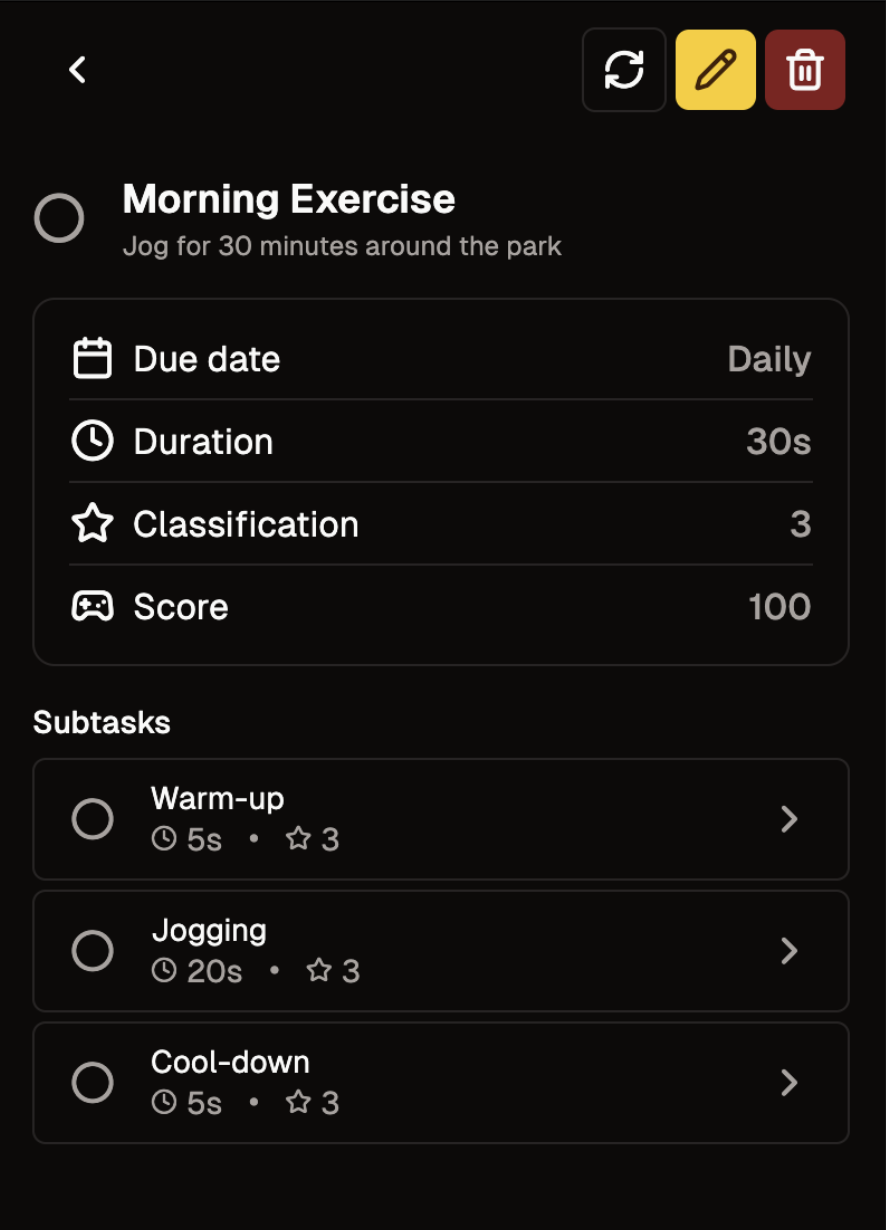 Morning Exercise
Jog for 30 minutes around the park
Due date Daily
Duration 30s
Classification 3
Score 100
Subtasks
Warm-up
5s • 3
Jogging
20s • 3
Cool-down
5s • 3